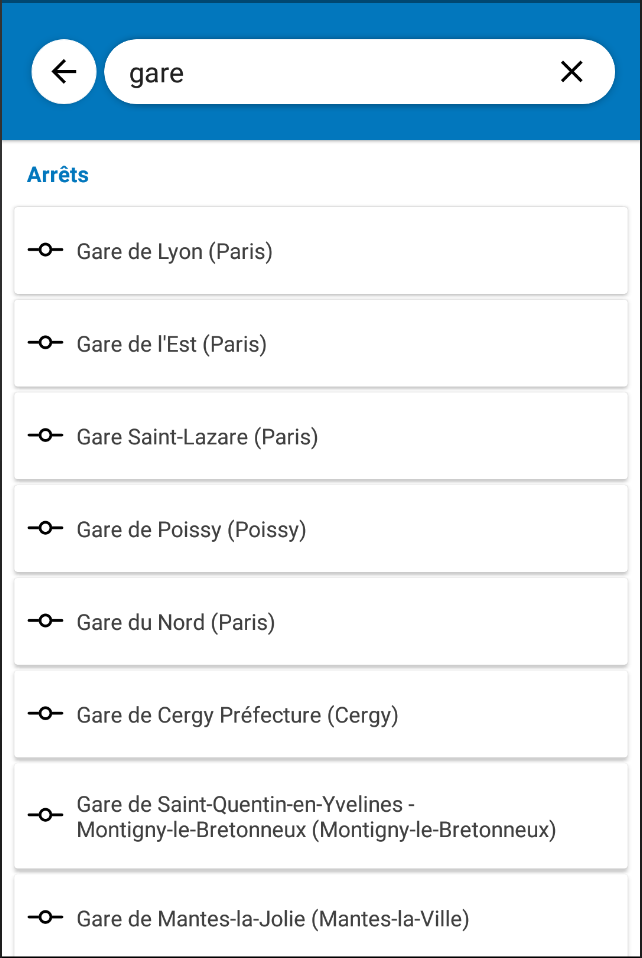 gare
Arrêts
Gare de Lyon (Paris)
Gare de l'Est (Paris)
Gare Saint-Lazare (Paris)
Gare de Poissy (Poissy)
Gare du Nord (Paris)
Gare de Cergy Préfecture (Cergy)
Gare de Saint-Quentin-en-Yvelines -
Montigny-le-Bretonneux (Montigny-le-Bretonneux)
Gare de Mantes-la-Jolie (Mantes-la-Ville)